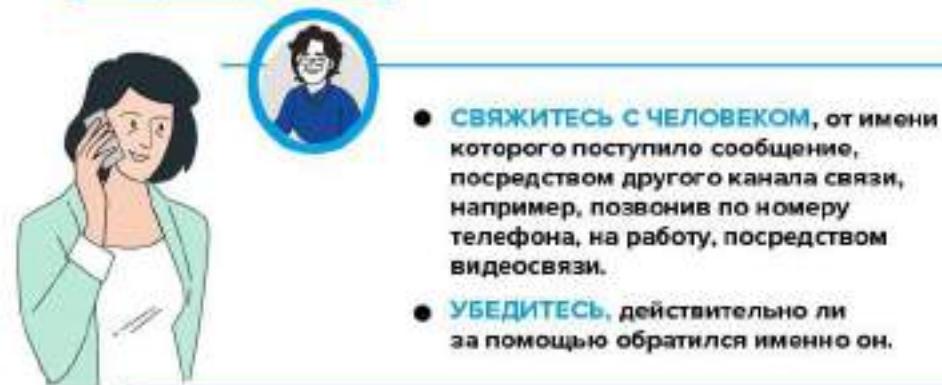 ● СВЯЖИТЕСЬ С ЧЕЛОВЕКОМ, от имени
которого поступило сообщение,
посредством другого канала связи,
например, позвонив по номеру
телефона, на работу, посредством
видеосвязи.
● УБЕДИТЕСЬ, действительно ли
за помощью обратился именно он.